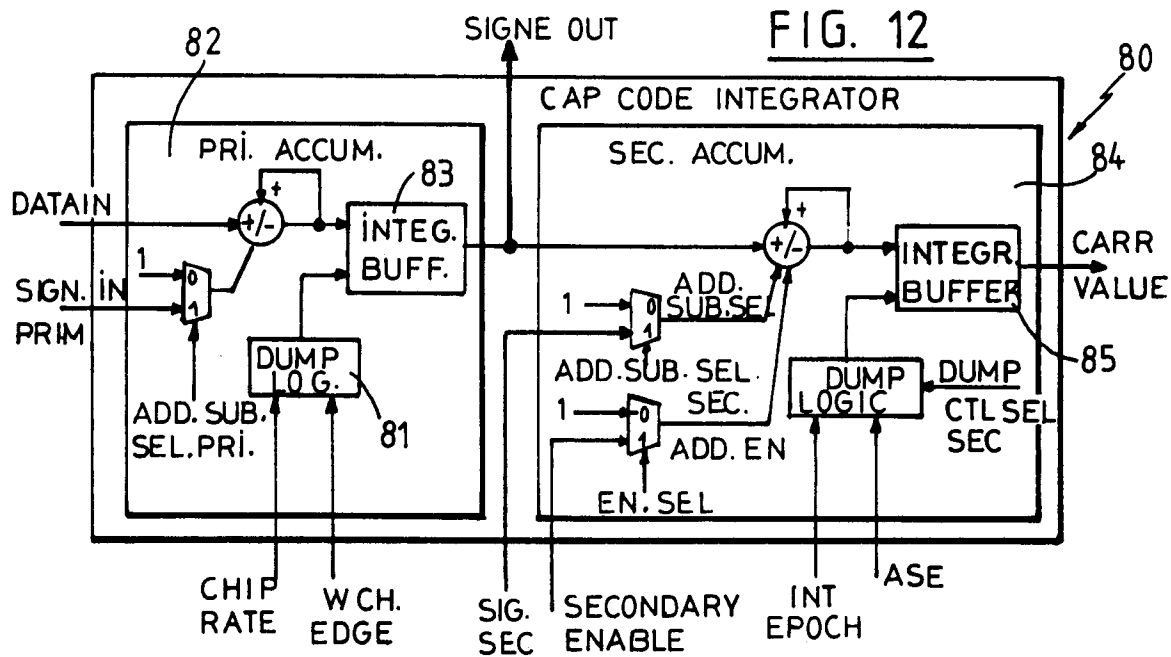 SIGNE OUT
FIG. 12
82
80
CAP CODE INTEGRATOR
PRİ. ACCUM.
SEC. ACCUM.
84
83
+
+
DATAIN
+/-
İNTEG.
BUFF.
+/-
INTEGR.
BUFFER
CARR
VALUE
1
0
1
SIGN. İN
PRIM
ADD.
SUB.SEL
1
0
1
DUMP
LOG.
81
ADD.SUB.
SEL.PRİ.
ADD.SUB.SEL.
SEC.
1
0
1
ADD.EN
EN.SEL
DUMP
LOGIC
DUMP
CTL SEL
SEC
85
CHIP
RATE
W CH.
EDGE
SIG.
SEC
SECONDARY
ENABLE
INT
EPOCH
ASE